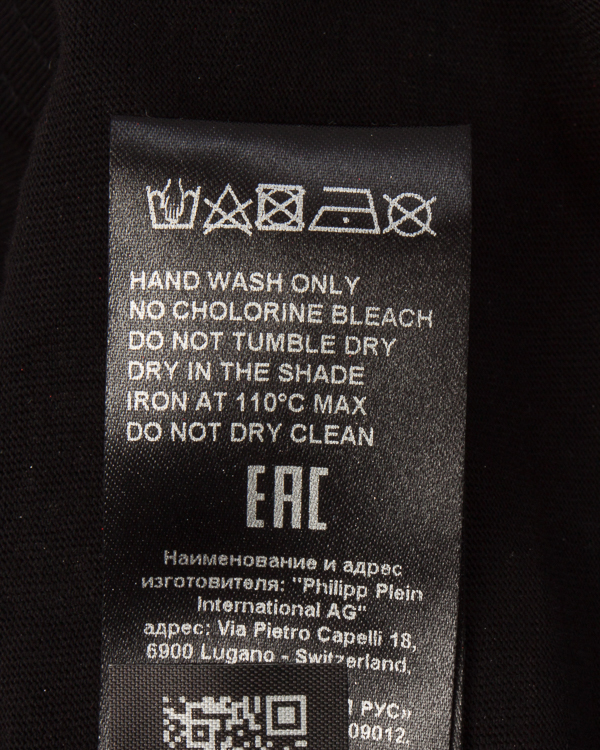 HAND WASH ONLY
NO CHOLORINE BLEACH
DO NOT TUMBLE DRY
DRY IN THE SHADE
IRON AT 110°C MAX
DO NOT DRY CLEAN
EAC
Наименование и адрес
изготовителя: "Philipp Plein
International AG"
адрес: Via Pietro Capelli 18,
6900 Lugano - Switzerland.
РУС»
09012,